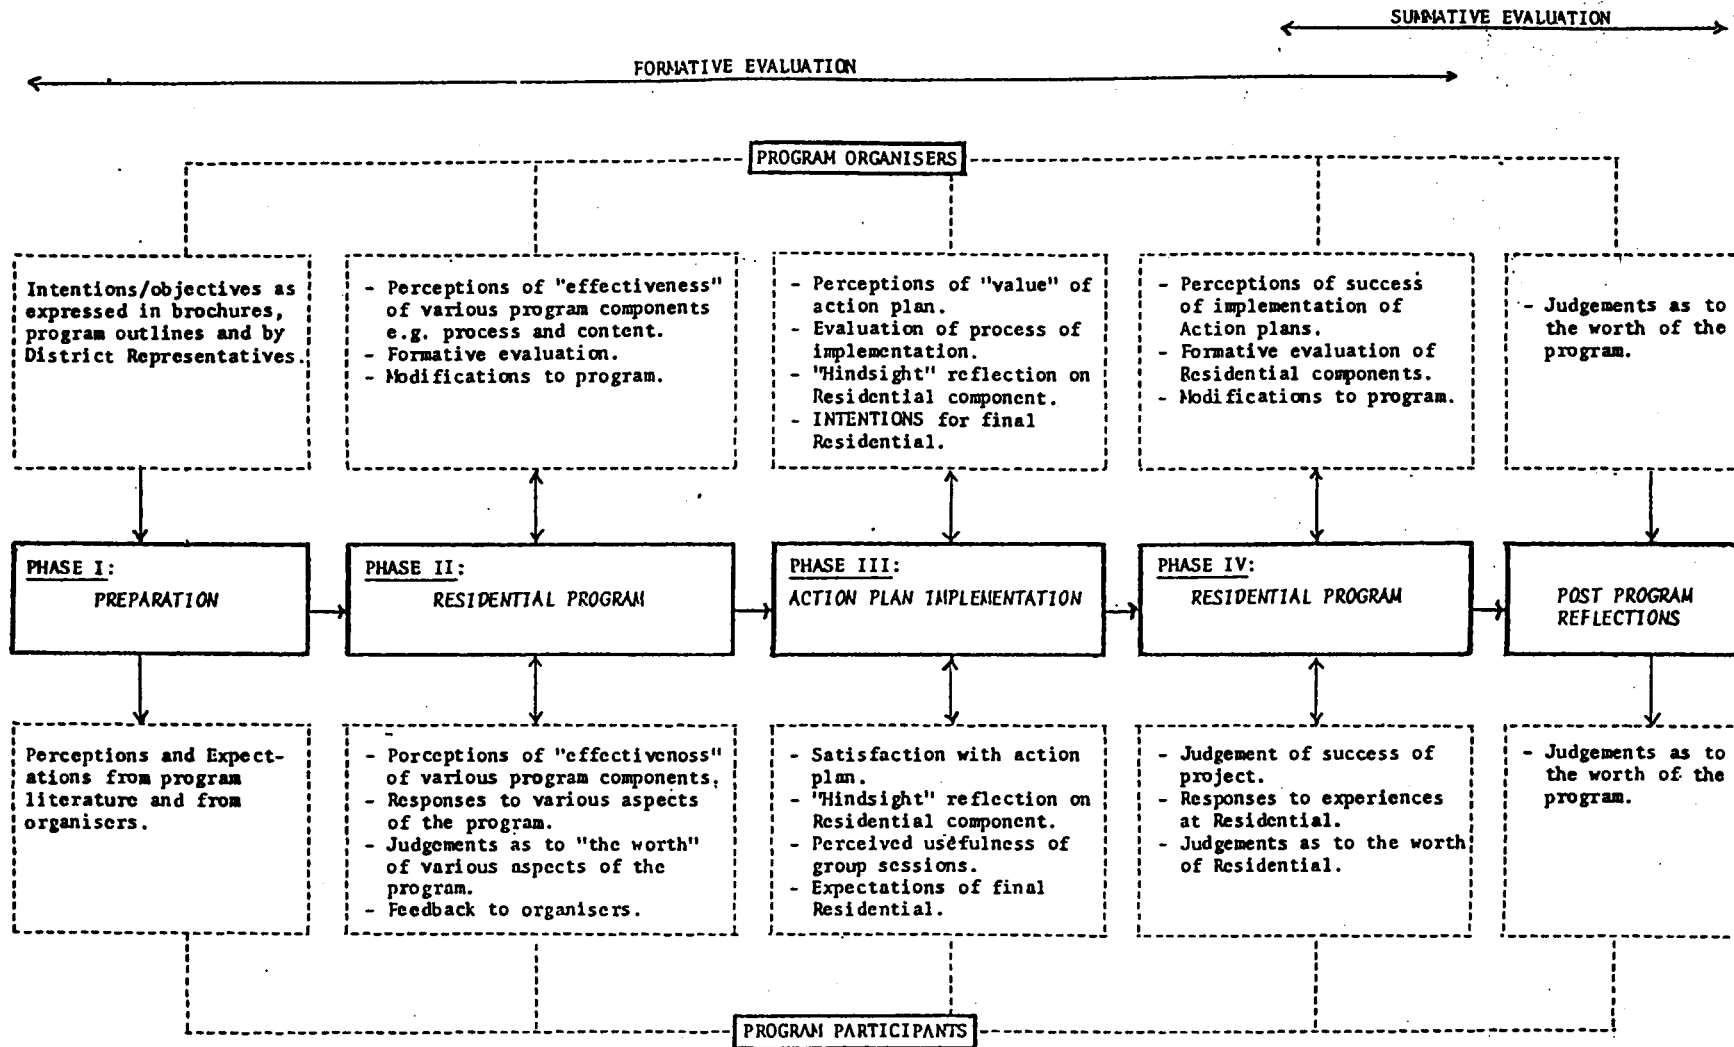 SUMMATIVE EVALUATION
FORMATIVE EVALUATION
PROGRAM ORGANISERS
Intentions/objectives as
expressed in brochures,
program outlines and by
District Representatives.
- Perceptions of "effectiveness"
of various program components
e.g. process and content.
- Formative evaluation.
- Modifications to program.
- Perceptions of "value" of
action plan.
- Evaluation of process of
implementation.
- "Hindsight" reflection on
Residential component.
- INTENTIONS for final
Residential.
- Perceptions of success
of implementation of
Action plans.
- Formative evaluation of
Residential components.
- Modifications to program.
- Judgements as to
the worth of the
program.
PHASE I:
PREPARATION
PHASE II:
RESIDENTIAL PROGRAM
PHASE III:
ACTION PLAN IMPLEMENTATION
PHASE IV:
RESIDENTIAL PROGRAM
POST PROGRAM
REFLECTIONS
Perceptions and Expect-
ations from program
literature and from
organisers.
- Perceptions of "effectiveness"
of various program components.
- Responses to various aspects
of the program.
- Judgements as to "the worth"
of various aspects of the
program.
- Feedback to organisers.
- Satisfaction with action
plan.
- "Hindsight" reflection on
Residential component.
- Perceived usefulness of
group sessions.
- Expectations of final
Residential.
- Judgement of success of
project.
- Responses to experiences
at Residential.
- Judgements as to the worth
of Residential.
- Judgements as to
the worth of the
program.
PROGRAM PARTICIPANTS